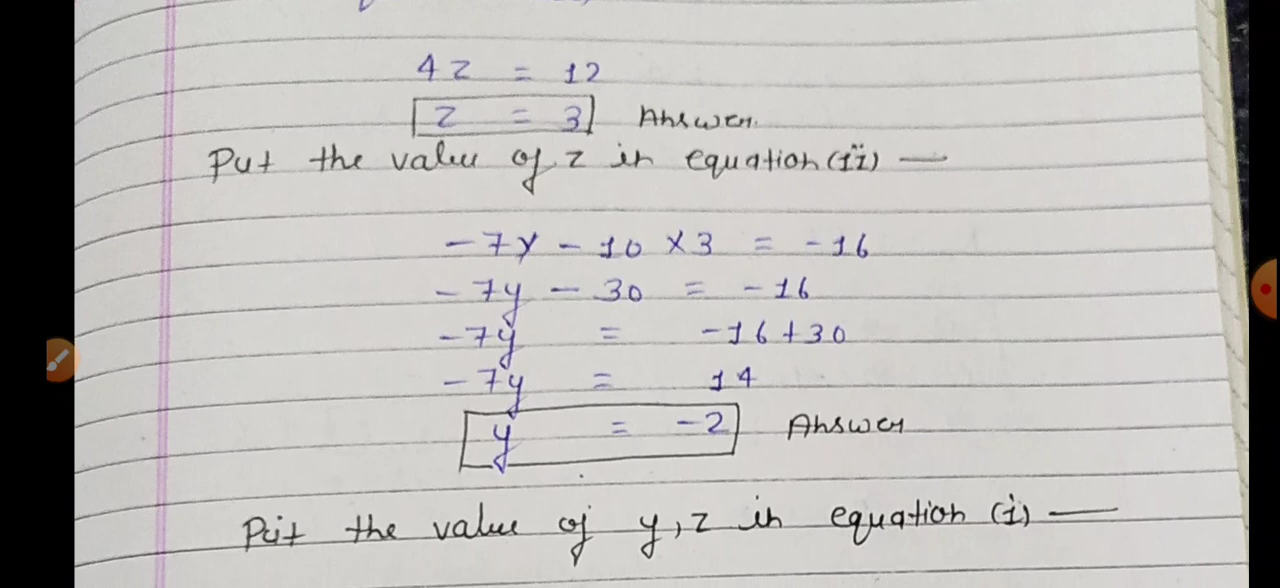 4z = 12
z = 3 Answer
Put the value of z in equation (ii) —
-7y - 10 × 3 = -16
-7y - 30 = -16
-7y = -16+30
-7y = 14
y = -2 Answer
Put the value of y, z in equation (i) —